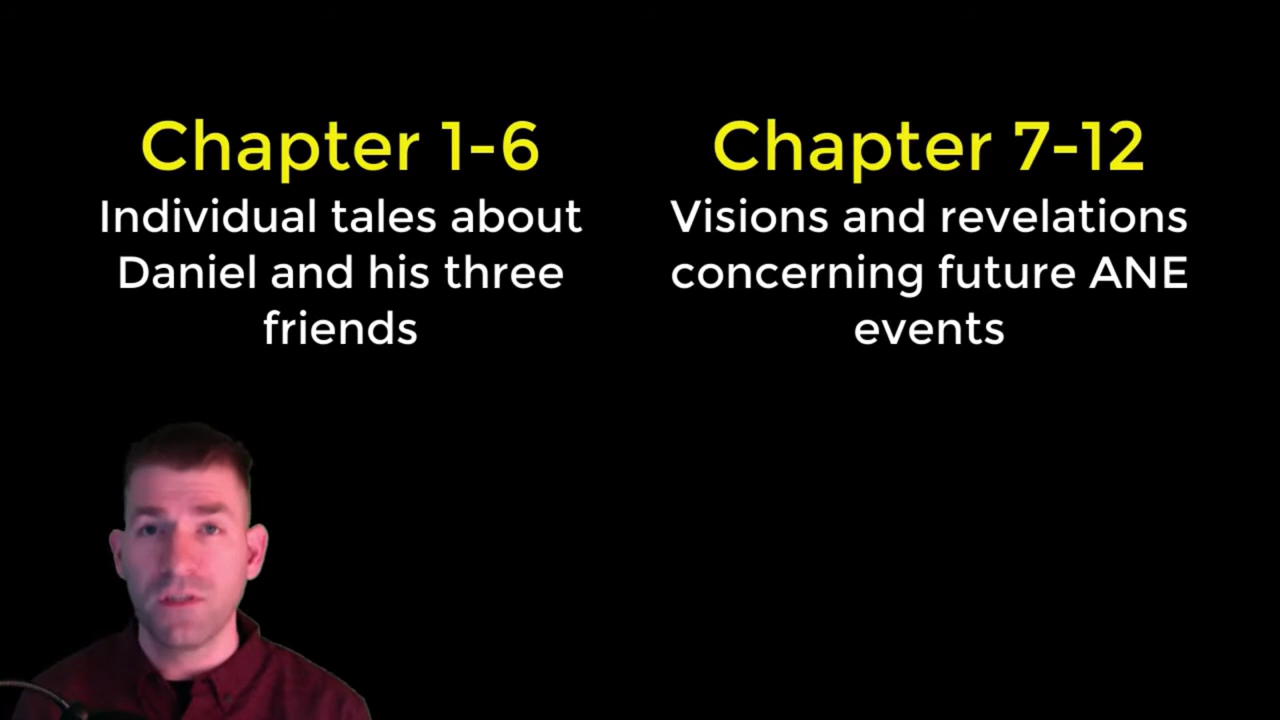 Chapter 1-6
Individual tales about
Daniel and his three
friends
Chapter 7-12
Visions and revelations
concerning future ANE
events